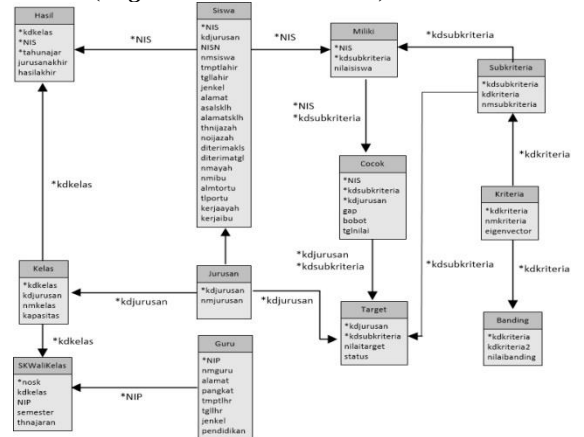 Hasil
*kdkelas
*NIS
*tahunajar
jurusanakhir
hasilakhir
*NIS
Siswa
*NIS
kdjurusan
NISN
nmsiswa
tmptlahir
tgllahir
jenkel
alamat
asalsklh
alamatsklh
thnijazah
noijazah
diterimakls
diterimatgl
nmayah
nmibu
almtortu
tlportu
kerjaayah
kerjaibu
*NIS
Miliki
*NIS
*kdsubkriteria
nilaisiswa
*kdsubkriteria
Subkriteria
*kdsubkriteria
kdkriteria
nmsubkriteria
*NIS
*kdsubkriteria
*kdkriteria
Cocok
*NIS
*kdsubkriteria
*kdjurusan
gap
bobot
tglnilai
Kriteria
*kdkriteria
nmkriteria
eigenvector
*kdkelas
*kdjurusan
*kdsubkriteria
*kdsubkriteria
*kdkriteria
Kelas
*kdkelas
kdjurusan
nmkelas
kapasitas
*kdjurusan
Jurusan
*kdjurusan
nmjurusan
*kdjurusan
Target
*kdjurusan
*kdsubkriteria
nilaitarget
status
Banding
*kdkriteria
kdkriteria2
nilaibanding
*kdkelas
SKWaliKelas
*nosk
kdkelas
NIP
semester
thnajaran
*NIP
Guru
*NIP
nmguru
alamat
pangkat
tmptlhr
tgllhr
jenkel
pendidikan